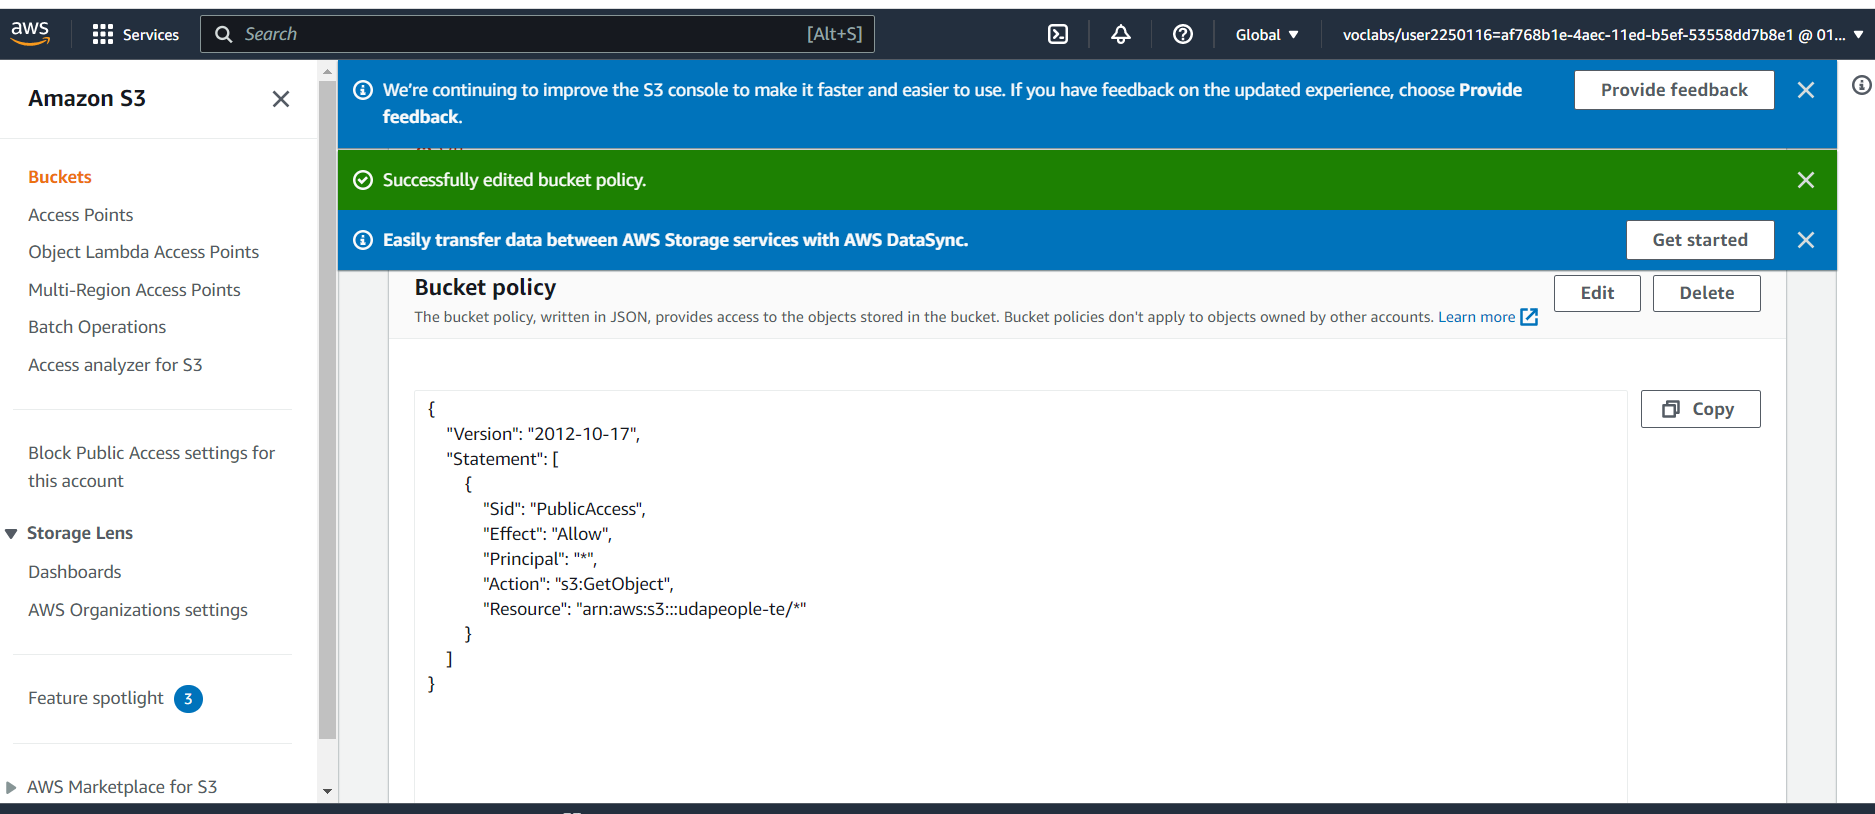 aws
Services
Search
[Alt+S]
Global
voclabs/user2250116=af768b1e-4aec-11ed-b5ef-53558dd7b8e1 @ 01...
Amazon S3
Buckets
Access Points
Object Lambda Access Points
Multi-Region Access Points
Batch Operations
Access analyzer for S3
Block Public Access settings for
this account
Storage Lens
Dashboards
AWS Organizations settings
Feature spotlight 3
AWS Marketplace for S3
We're continuing to improve the S3 console to make it faster and easier to use. If you have feedback on the updated experience, choose Provide
feedback.
Provide feedback
Successfully edited bucket policy.
Easily transfer data between AWS Storage services with AWS DataSync.
Get started
Bucket policy
Edit
Delete
The bucket policy, written in JSON, provides access to the objects stored in the bucket. Bucket policies don't apply to objects owned by other accounts. Learn more
Copy
{
"Version": "2012-10-17",
"Statement": [
{
"Sid": "PublicAccess",
"Effect": "Allow",
"Principal": "*",
"Action": "s3:GetObject",
"Resource": "arn:aws:s3:::udapeople-te/*"
}
]
}